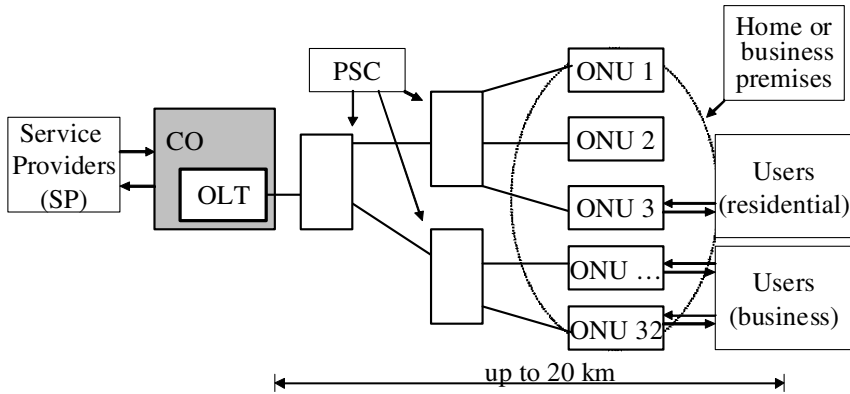 Home or
business
premises
PSC
ONU 1
Service
Providers
(SP)
CO
OLT
ONU 2
ONU 3
Users
(residential)
ONU …
ONU 32
Users
(business)
up to 20 km